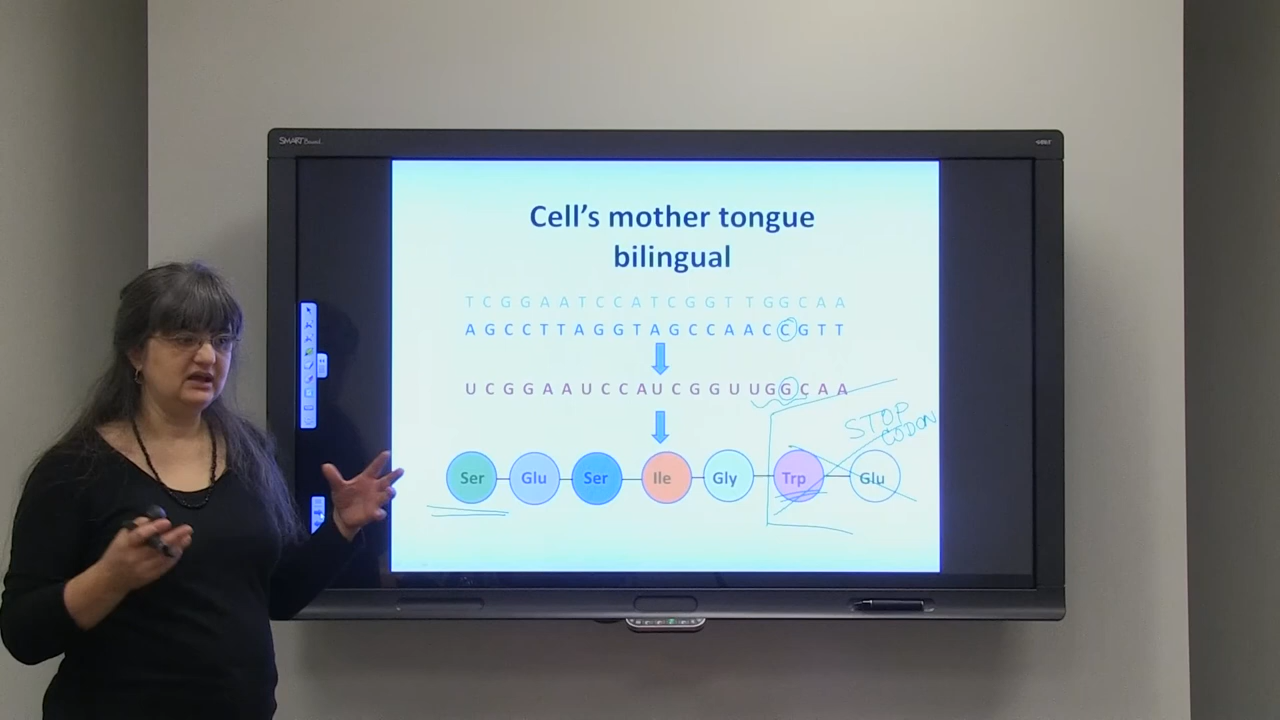 SMART Board
Cell's mother tongue
bilingual
T C G G A A T C C A T C G G T T G G C A A
A G C C T T A G G T A G C C A A C C G T T
U C G G A A U C C A U C G G U U G G C A A
STOP
CODON
Ser Glu Ser Ile Gly Trp Glu